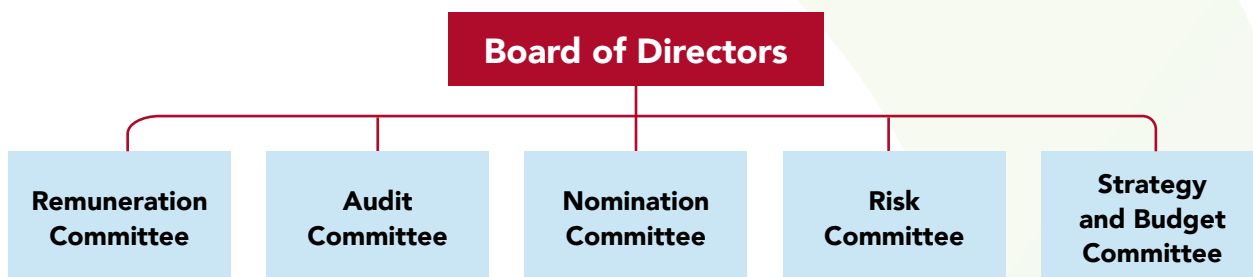 Board of Directors
Remuneration
Committee
Audit
Committee
Nomination
Committee
Risk
Committee
Strategy
and Budget
Committee